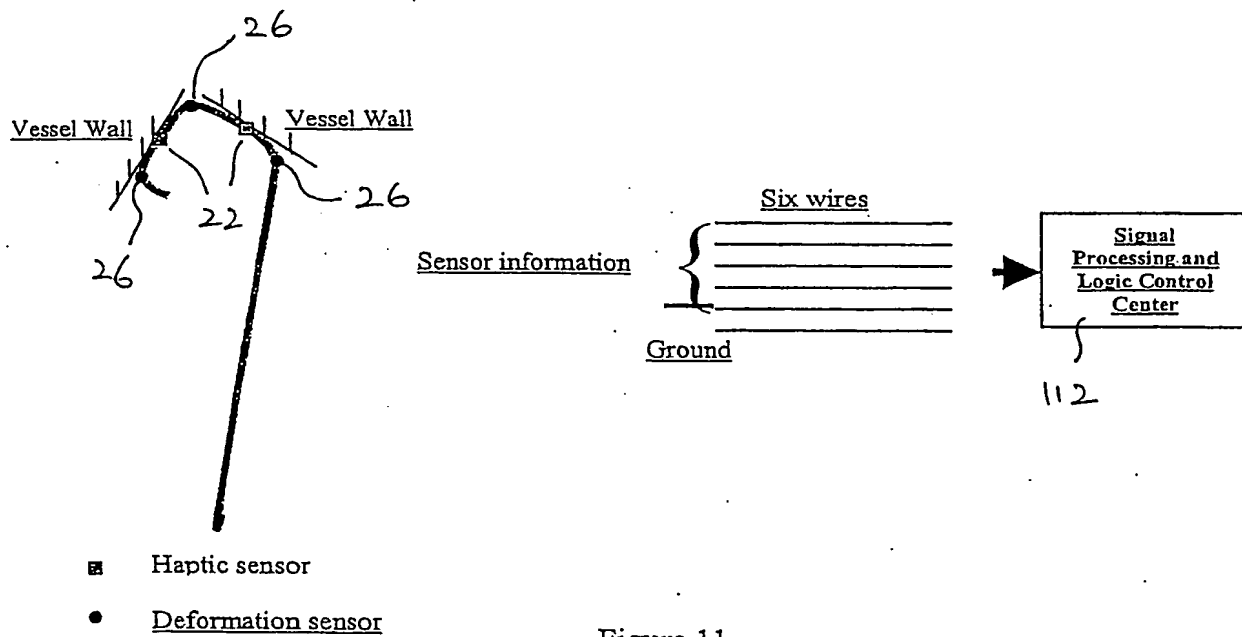 26
Vessel Wall
Vessel Wall
22
26
26
Six wires
Sensor information
Ground
Signal
Processing and
Logic Control
Center
112
Haptic sensor
Deformation sensor
Figure 11